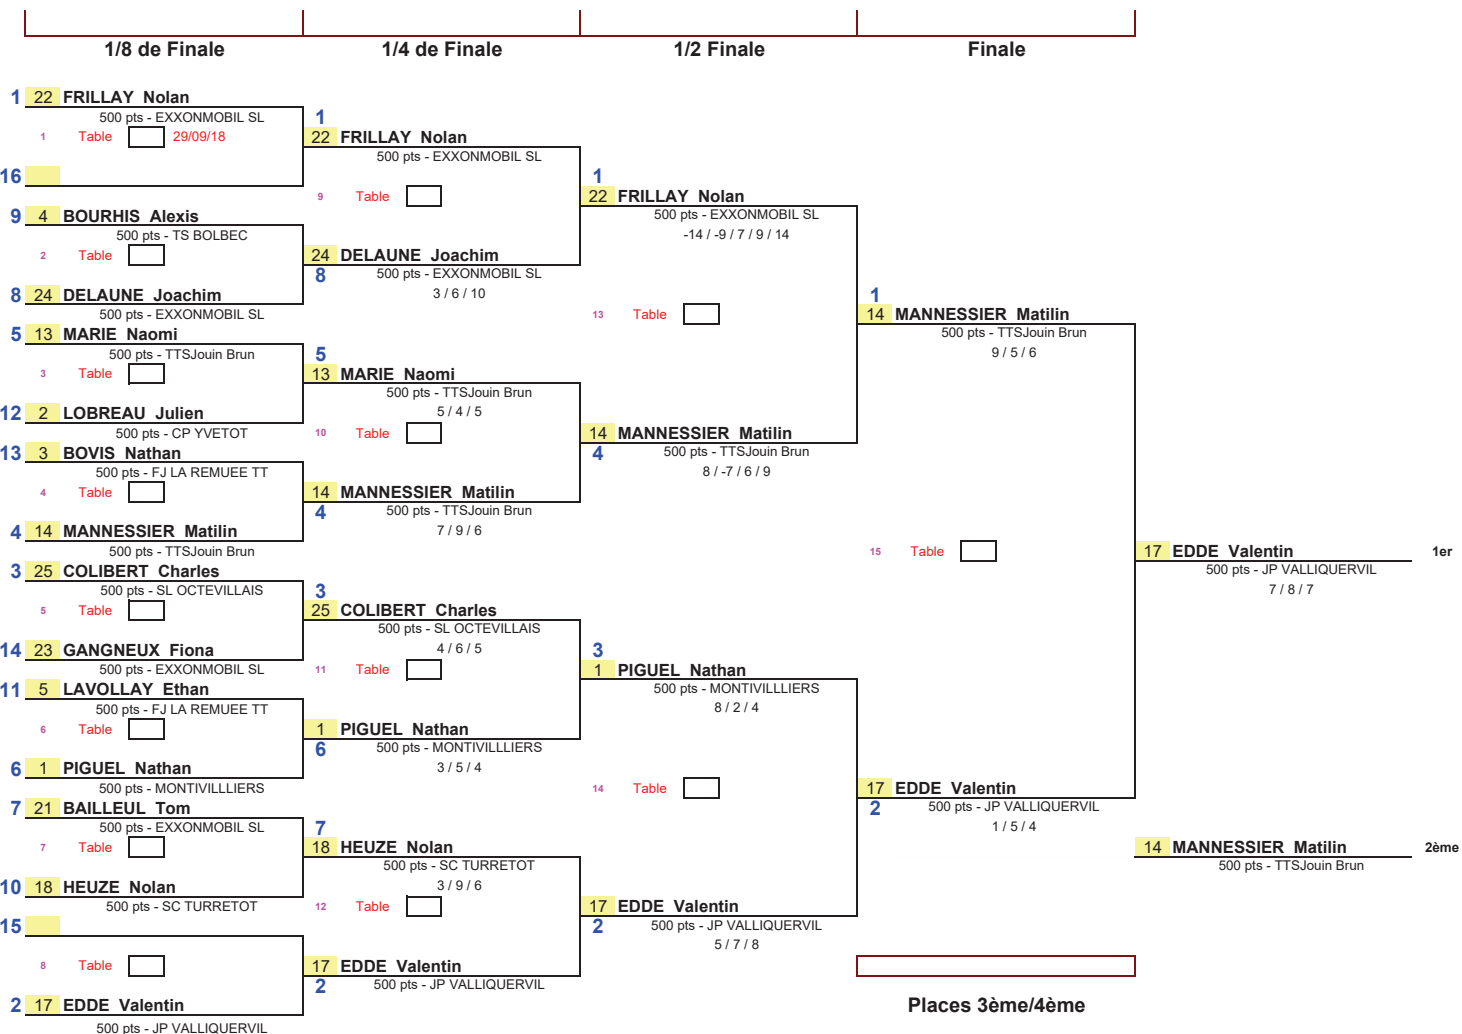 1/8 de Finale
1/4 de Finale
1/2 Finale
Finale
1 22 FRILLAY Nolan
500 pts - EXXONMOBIL SL
1 Table 29/09/18
16
9 4 BOURHIS Alexis
500 pts - TS BOLBEC
2 Table
8 24 DELAUNE Joachim
500 pts - EXXONMOBIL SL
5 13 MARIE Naomi
500 pts - TTSJouin Brun
3 Table
12 2 LOBREAU Julien
500 pts - CP YVETOT
13 3 BOVIS Nathan
500 pts - FJ LA REMUEE TT
4 Table
4 14 MANNESSIER Matilin
500 pts - TTSJouin Brun
3 25 COLIBERT Charles
500 pts - SL OCTEVILLAIS
5 Table
14 23 GANGNEUX Fiona
500 pts - EXXONMOBIL SL
11 5 LAVOLLAY Ethan
500 pts - FJ LA REMUEE TT
6 Table
6 1 PIGUEL Nathan
500 pts - MONTIVILLLIERS
7 21 BAILLEUL Tom
500 pts - EXXONMOBIL SL
7 Table
10 18 HEUZE Nolan
500 pts - SC TURRETOT
15
8 Table
2 17 EDDE Valentin
500 pts - JP VALLIQUERVIL
1
22 FRILLAY Nolan
500 pts - EXXONMOBIL SL
9 Table
24 DELAUNE Joachim
8
500 pts - EXXONMOBIL SL
3 / 6 / 10
5
13 MARIE Naomi
500 pts - TTSJouin Brun
5 / 4 / 5
10 Table
14 MANNESSIER Matilin
4
500 pts - TTSJouin Brun
7 / 9 / 6
3
25 COLIBERT Charles
500 pts - SL OCTEVILLAIS
4 / 6 / 5
11 Table
1 PIGUEL Nathan
6
500 pts - MONTIVILLLIERS
3 / 5 / 4
7
18 HEUZE Nolan
500 pts - SC TURRETOT
3 / 9 / 6
12 Table
17 EDDE Valentin
2
500 pts - JP VALLIQUERVIL
1
22 FRILLAY Nolan
500 pts - EXXONMOBIL SL
-14 / -9 / 7 / 9 / 14
13 Table
14 MANNESSIER Matilin
4
500 pts - TTSJouin Brun
8 / -7 / 6 / 9
3
1 PIGUEL Nathan
500 pts - MONTIVILLLIERS
8 / 2 / 4
14 Table
17 EDDE Valentin
2
500 pts - JP VALLIQUERVIL
5 / 7 / 8
1
14 MANNESSIER Matilin
500 pts - TTSJouin Brun
9 / 5 / 6
15 Table
17 EDDE Valentin
2
500 pts - JP VALLIQUERVIL
1 / 5 / 4
17 EDDE Valentin 1er
500 pts - JP VALLIQUERVIL
7 / 8 / 7
14 MANNESSIER Matilin 2ème
500 pts - TTSJouin Brun
Places 3ème/4ème